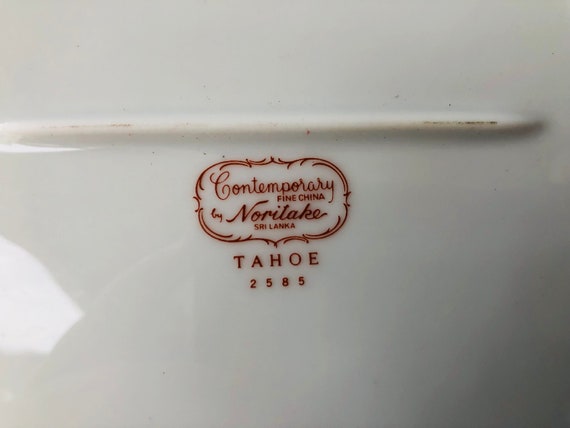 Contemporary
FINE CHINA
by Noritake
SRI LANKA
TAHOE
2585